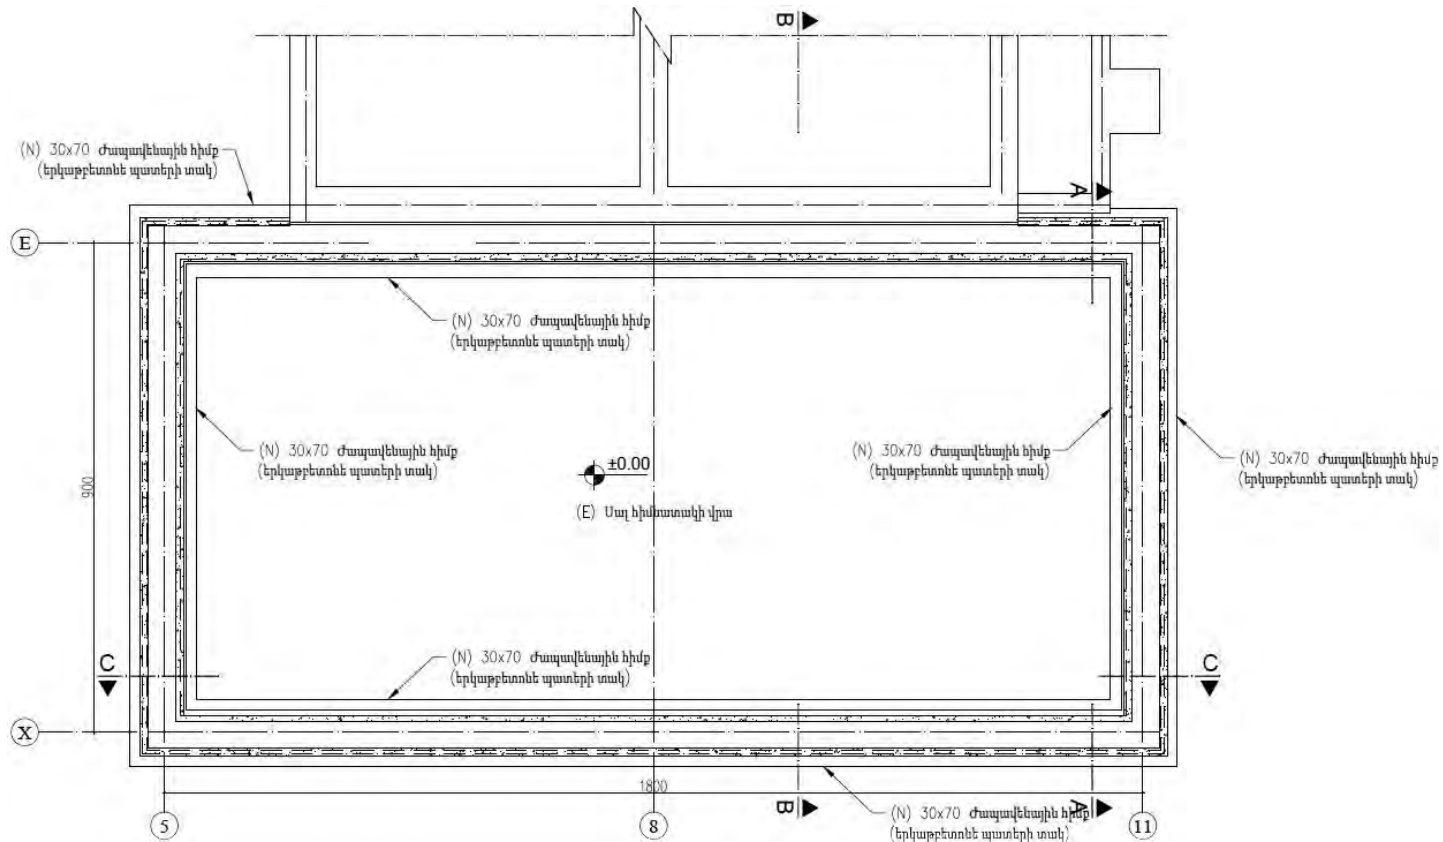 B
(N) 30x70 Ժապավենային հիմք
(երկաթբետոնե պատերի տակ)
A
E
(N) 30x70 Ժապավենային հիմք
(երկաթբետոնե պատերի տակ)
(N) 30x70 Ժապավենային հիմք
(երկաթբետոնե պատերի տակ)
±0.00
(N) 30x70 Ժապավենային հիմք
(երկաթբետոնե պատերի տակ)
(N) 30x70 Ժապավենային հիմք
(երկաթբետոնե պատերի տակ)
900
(E) Սալ հիմնատակի վրա
(N) 30x70 Ժապավենային հիմք
(երկաթբետոնե պատերի տակ)
C
C
X
1800
B
A
(N) 30x70 Ժապավենային հիմք
(երկաթբետոնե պատերի տակ)
5
8
11